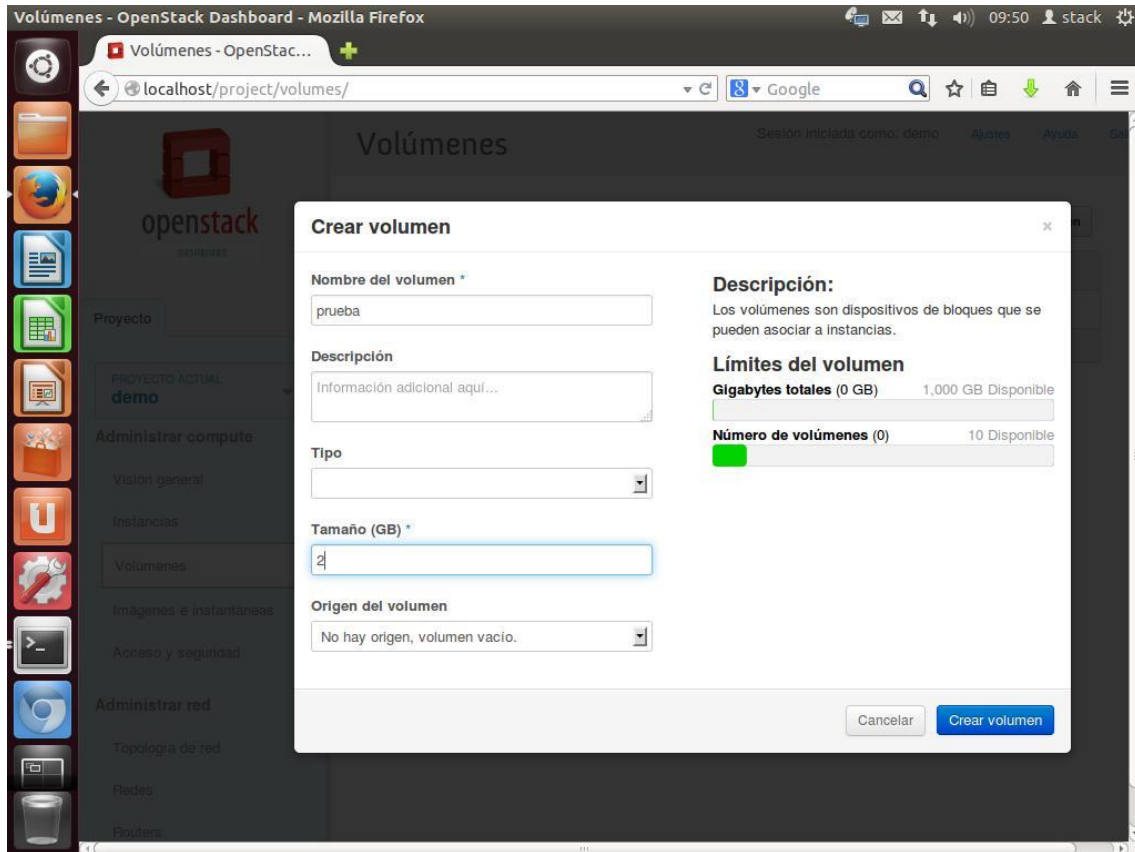 Volúmenes - OpenStack Dashboard - Mozilla Firefox
09:50 stack
Volúmenes - OpenStac...
localhost/project/volumes/
Google
openstack
DASHBOARD
Volúmenes
Sesión iniciada como: demo Ajustes Ayuda
Proyecto
PROYECTO ACTUAL
demo
Administrar compute
Visión general
Instancias
Volúmenes
Imágenes e instantáneas
Acceso y seguridad
Administrar red
Topología de red
Redes
Routers
Crear volumen
×
Nombre del volumen *
prueba
Descripción
Información adicional aquí...
Tipo
Tamaño (GB) *
2
Origen del volumen
No hay origen, volumen vacío.
Descripción:
Los volúmenes son dispositivos de bloques que se
pueden asociar a instancias.
Límites del volumen
Gigabytes totales (0 GB) 1,000 GB Disponible
Número de volúmenes (0) 10 Disponible
Cancelar Crear volumen